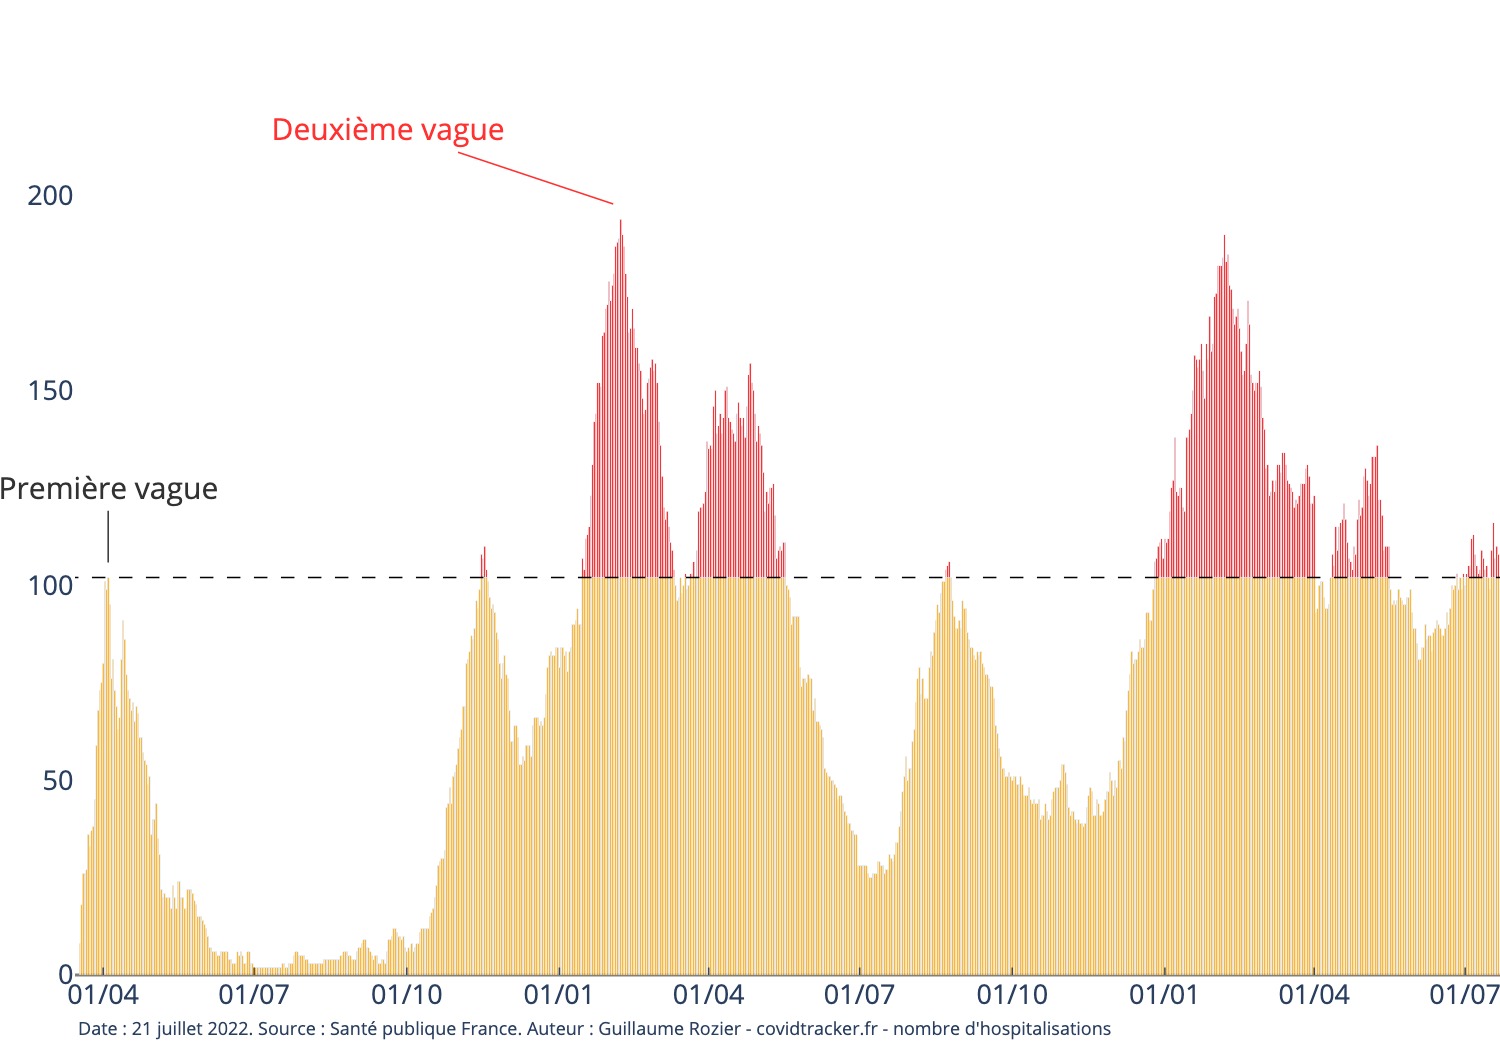 Deuxième vague
200
150
Première vague
100
50
0
01/04 01/07 01/10 01/01 01/04 01/07 01/10 01/01 01/04 01/07
Date : 21 juillet 2022. Source : Santé publique France. Auteur : Guillaume Rozier - covidtracker.fr - nombre d'hospitalisations